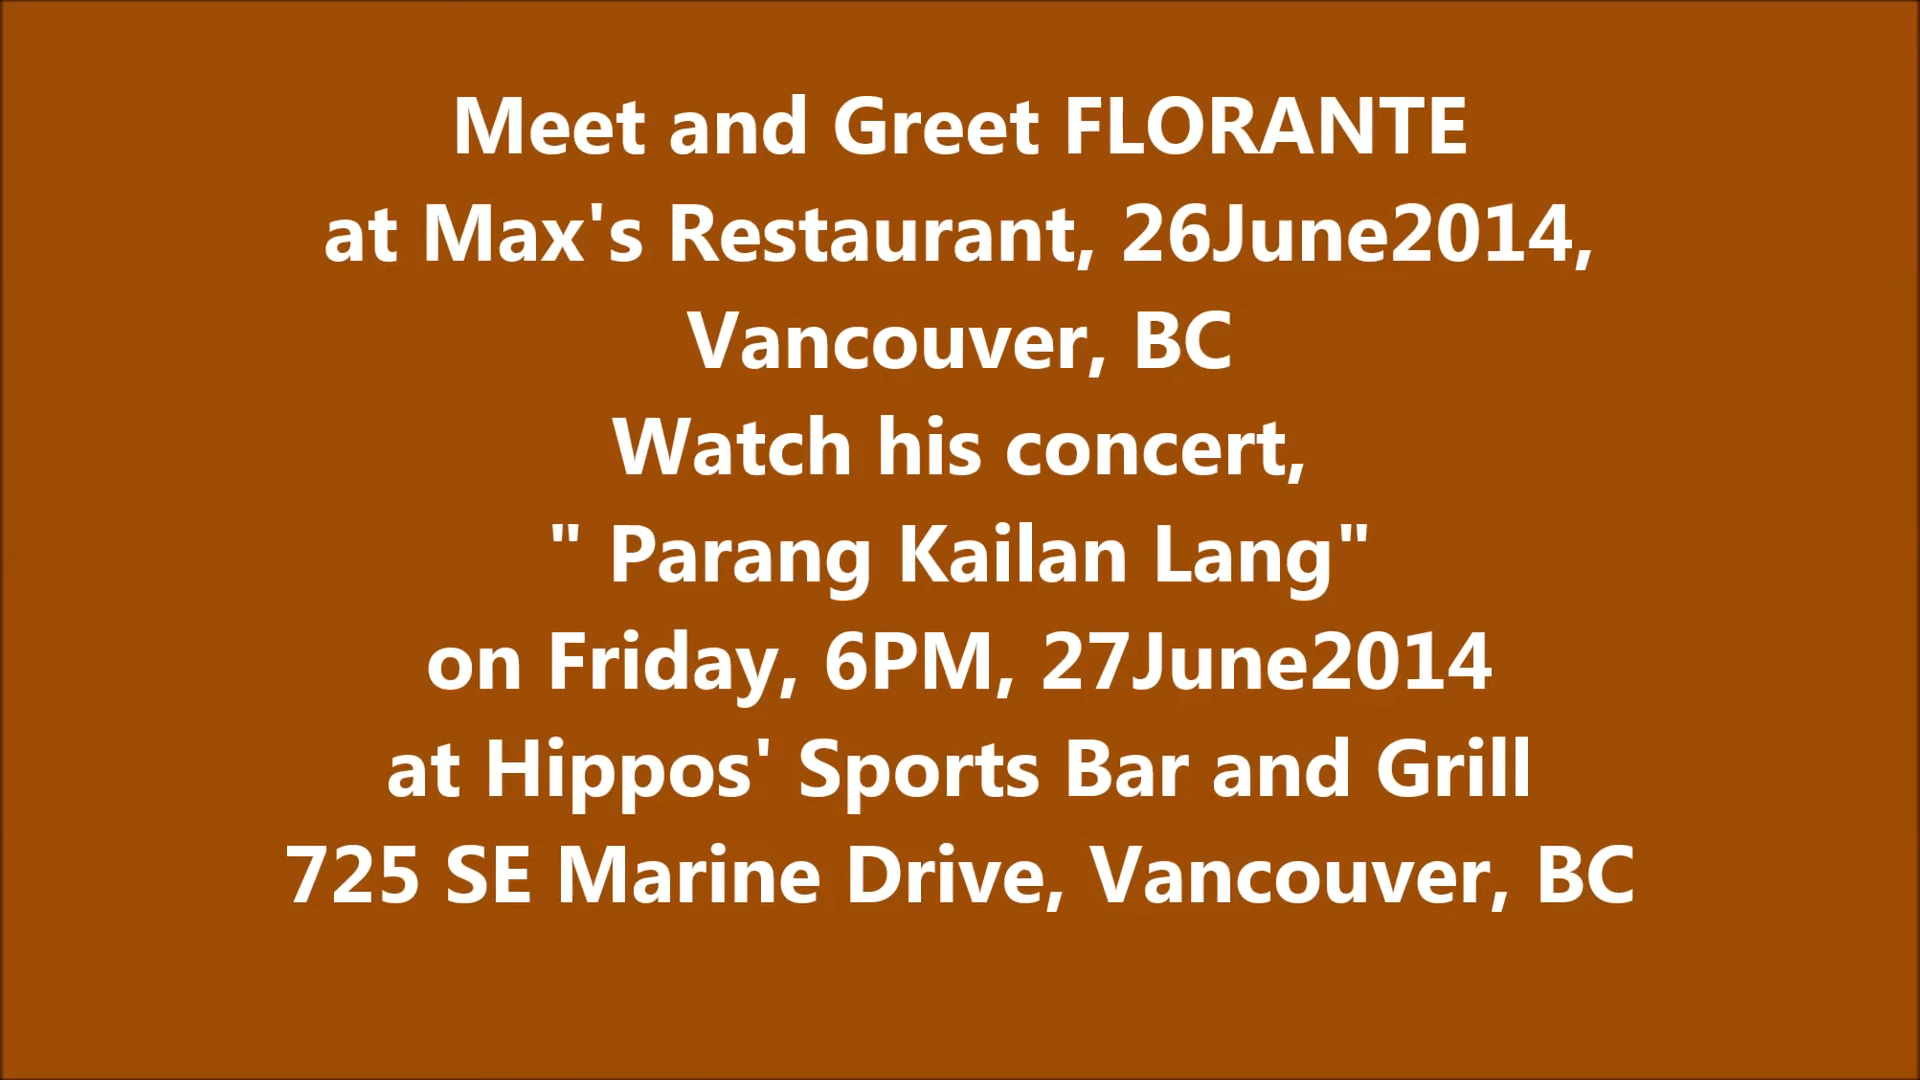 Meet and Greet FLORANTE
at Max's Restaurant, 26June2014,
Vancouver, BC
Watch his concert,
" Parang Kailan Lang"
on Friday, 6PM, 27June2014
at Hippos' Sports Bar and Grill
725 SE Marine Drive, Vancouver, BC